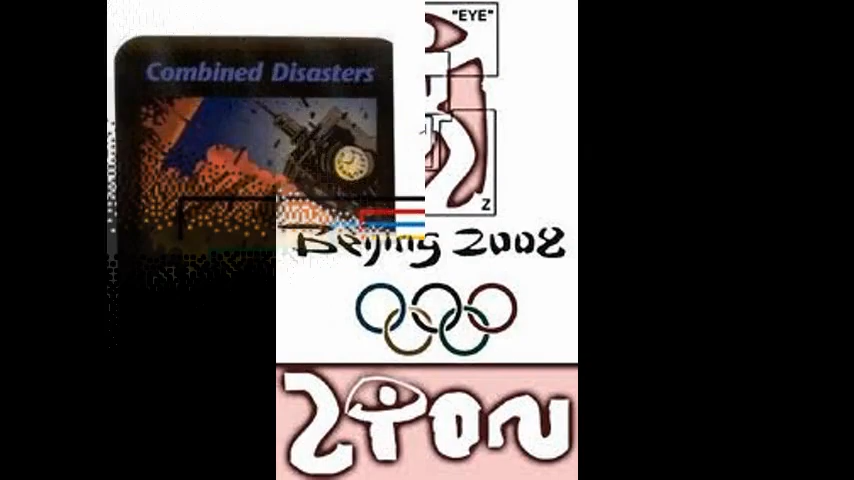 "EYE"
Combined Disasters
Z
Beijing 2008
ZION